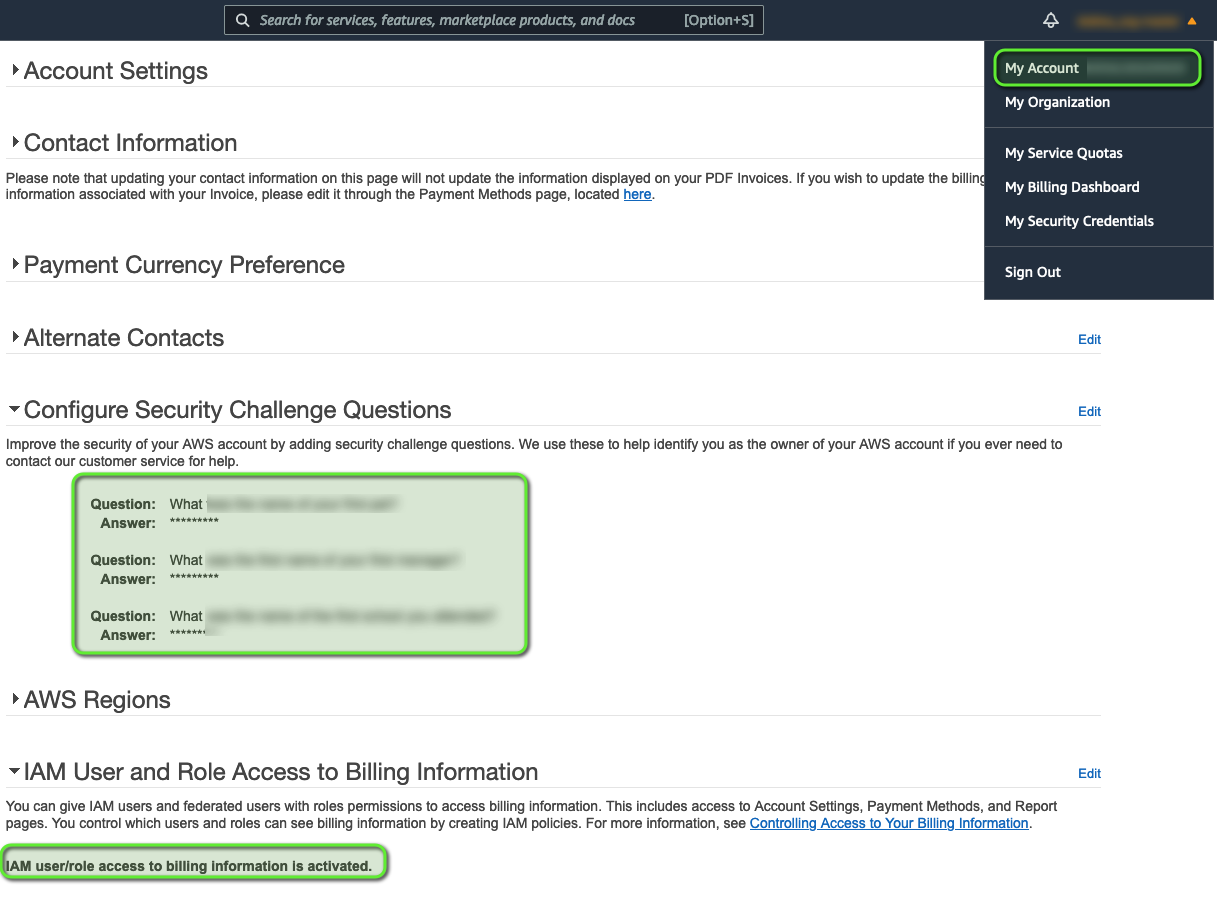 Search for services, features, marketplace products, and docs [Option+S]
My Account
My Organization
My Service Quotas
My Billing Dashboard
My Security Credentials
Sign Out
Account Settings
Contact Information
Please note that updating your contact information on this page will not update the information displayed on your PDF Invoices. If you wish to update the billing
information associated with your Invoice, please edit it through the Payment Methods page, located here.
Payment Currency Preference
Alternate Contacts Edit
Configure Security Challenge Questions Edit
Improve the security of your AWS account by adding security challenge questions. We use these to help identify you as the owner of your AWS account if you ever need to
contact our customer service for help.
Question: What
Answer: *********
Question: What
Answer: *********
Question: What
Answer: *******
AWS Regions
IAM User and Role Access to Billing Information Edit
You can give IAM users and federated users with roles permissions to access billing information. This includes access to Account Settings, Payment Methods, and Report
pages. You control which users and roles can see billing information by creating IAM policies. For more information, see Controlling Access to Your Billing Information.
IAM user/role access to billing information is activated.